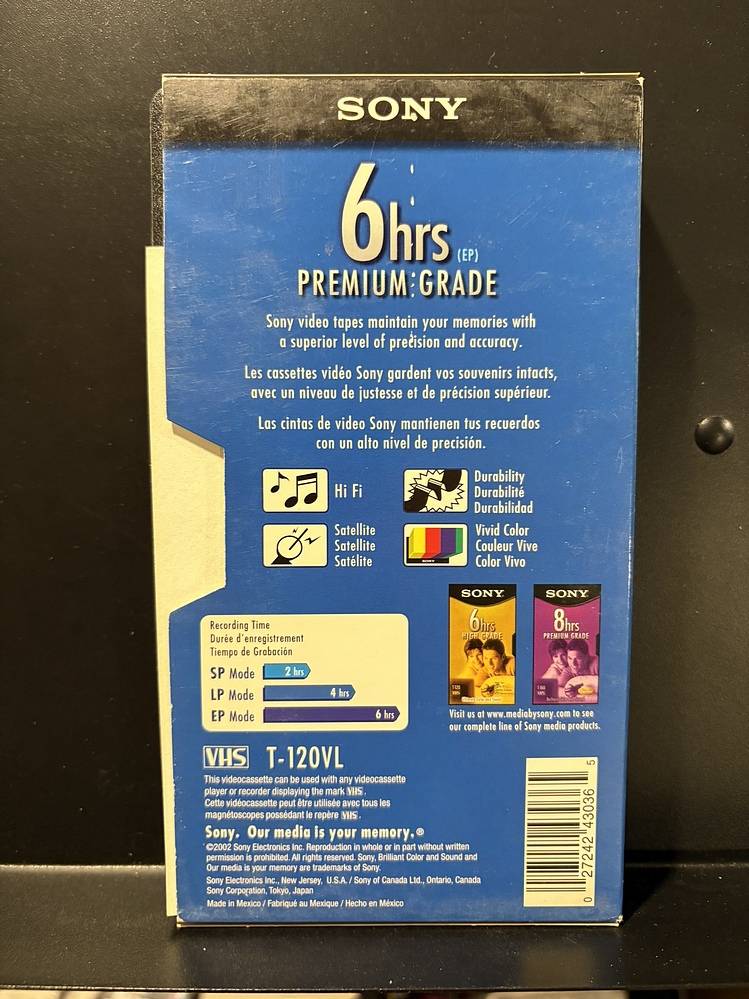 SONY
6hrs (EP)
PREMIUM GRADE
Sony video tapes maintain your memories with
a superior level of precision and accuracy.
Les cassettes vidéo Sony gardent vos souvenirs intacts,
avec un niveau de justesse et de précision supérieur.
Las cintas de video Sony mantienen tus recuerdos
con un alto nivel de precisión.
Hi Fi
Durability
Durabilité
Durabilidad
Satellite
Satellite
Satélite
SONY
Vivid Color
Couleur Vive
Color Vivo
Recording Time
Durée d'enregistrement
Tiempo de Grabación
SP Mode 2 hrs
LP Mode 4 hrs
EP Mode 6 hrs
SONY
6hrs
HIGH GRADE
SONY
8hrs
PREMIUM GRADE
Visit us at www.mediabysony.com to see
our complete line of Sony media products.
VHS T-120VL
This videocassette can be used with any videocassette
player or recorder displaying the mark VHS.
Cette vidéocassette peut être utilisée avec tous les
magnétoscopes possédant le repère VHS.
Sony. Our media is your memory.®
©2002 Sony Electronics Inc. Reproduction in whole or in part without written
permission is prohibited. All rights reserved. Sony, Brilliant Color and Sound and
Our media is your memory are trademarks of Sony.
Sony Electronics Inc., New Jersey, U.S.A. / Sony of Canada Ltd., Ontario, Canada
Sony Corporation, Tokyo, Japan
Made in Mexico / Fabriqué au Mexique / Hecho en México
0 27242 43036 5